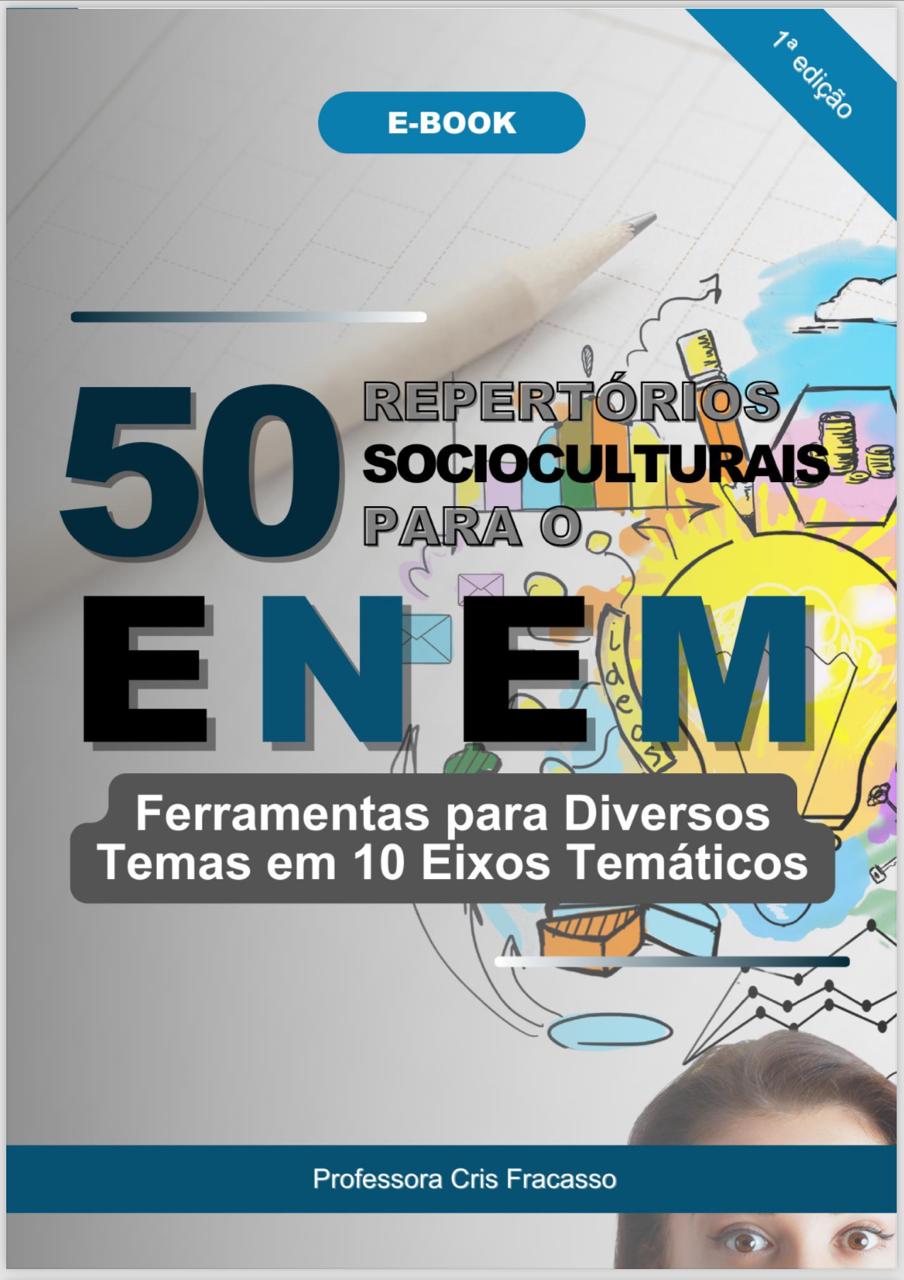 1ª edição
E-BOOK
50
REPERTÓRIOS
SOCIOCULTURAIS
PARA O
ENEM
ideas
Ferramentas para Diversos
Temas em 10 Eixos Temáticos
Professora Cris Fracasso